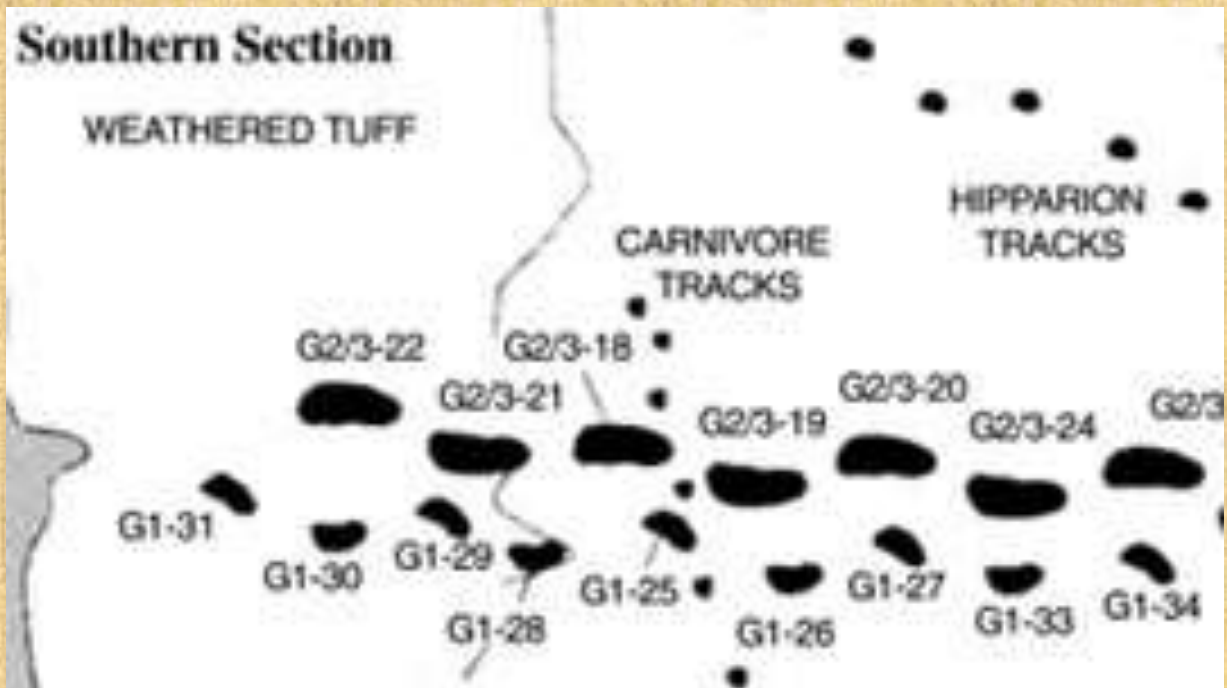 Southern Section
WEATHERED TUFF
HIPPARION
TRACKS
CARNIVORE
TRACKS
G2/3-22
G2/3-18
G2/3-21
G2/3-20
G2/3
G2/3-19
G2/3-24
G1-31
G1-30
G1-29
G1-28
G1-25
G1-26
G1-27
G1-33
G1-34